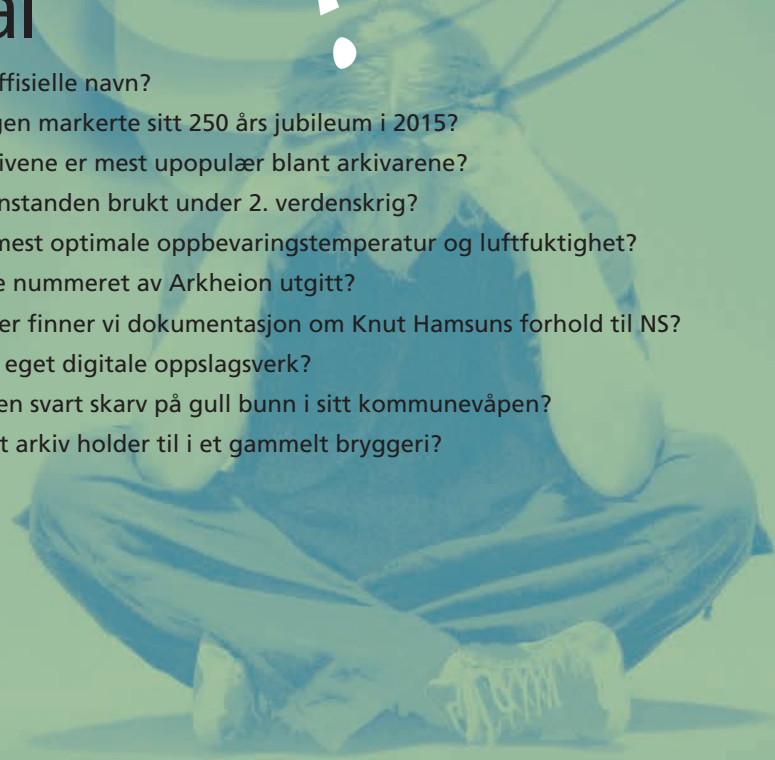 al
ffisielle navn?
gen markerte sitt 250 års jubileum i 2015?
ivene er mest upopulær blant arkivarene?
nstanden brukt under 2. verdenskrig?
mest optimale oppbevaringstemperatur og luftfuktighet?
e nummeret av Arkheion utgitt?
er finner vi dokumentasjon om Knut Hamsuns forhold til NS?
eget digitale oppslagsverk?
en svart skarv på gull bunn i sitt kommunevåpen?
t arkiv holder til i et gammelt bryggeri?